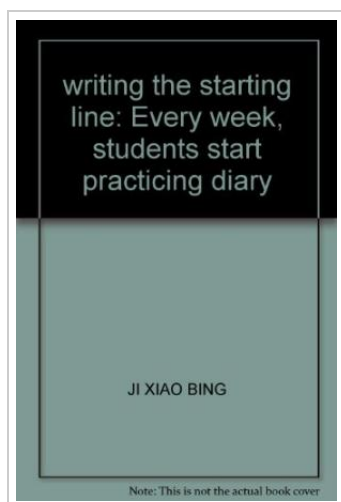 writing the starting
line: Every week,
students start
practicing diary
JI XIAO BING
Note: This is not the actual book cover